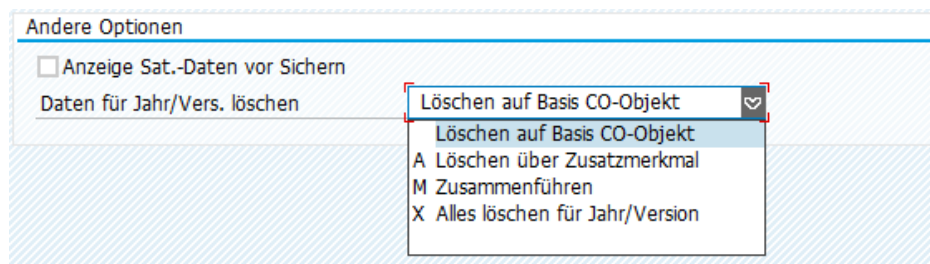 Andere Optionen
Anzeige Sat.-Daten vor Sichern
Daten für Jahr/Vers. löschen Löschen auf Basis CO-Objekt
Löschen auf Basis CO-Objekt
A Löschen über Zusatzmerkmal
M Zusammenführen
X Alles löschen für Jahr/Version